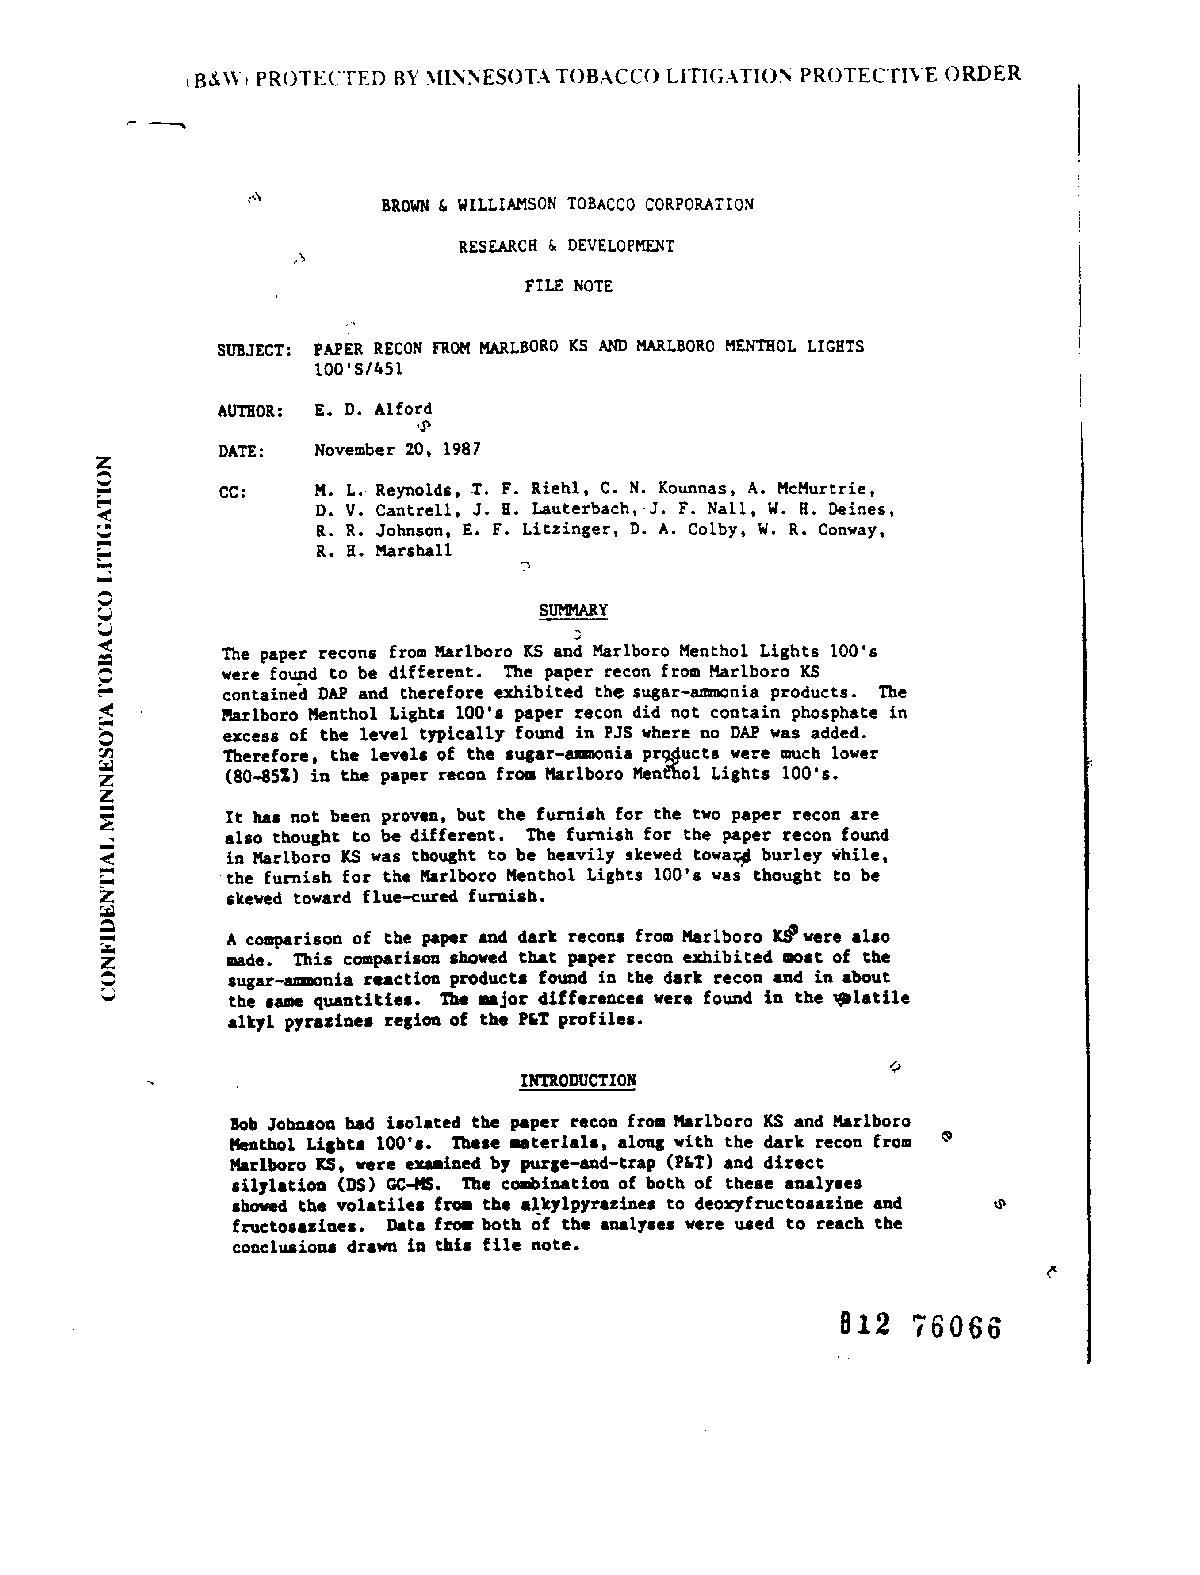 (B&W) PROTECTED BY MINNESOTA TOBACCO LITIGATION PROTECTIVE ORDER
BROWN & WILLIAMSON TOBACCO CORPORATION
RESEARCH & DEVELOPMENT
FILE NOTE
SUBJECT: PAPER RECON FROM MARLBORO KS AND MARLBORO MENTHOL LIGHTS
100'S/451
AUTHOR: E. D. Alford
DATE: November 20, 1987
CC: M. L. Reynolds, T. F. Riehl, C. N. Kounnas, A. McMurtrie,
D. V. Cantrell, J. H. Lauterbach, J. F. Nall, W. H. Deines,
R. R. Johnson, E. F. Litzinger, D. A. Colby, W. R. Conway,
R. H. Marshall
SUMMARY
The paper recons from Marlboro KS and Marlboro Menthol Lights 100's
were found to be different. The paper recon from Marlboro KS
contained DAP and therefore exhibited the sugar-ammonia products. The
Marlboro Menthol Lights 100's paper recon did not contain phosphate in
excess of the level typically found in PJS where no DAP was added.
Therefore, the levels of the sugar-ammonia products were much lower
(80-85%) in the paper recon from Marlboro Menthol Lights 100's.
It has not been proven, but the furnish for the two paper recon are
also thought to be different. The furnish for the paper recon found
in Marlboro KS was thought to be heavily skewed toward burley while,
the furnish for the Marlboro Menthol Lights 100's was thought to be
skewed toward flue-cured furnish.
A comparison of the paper and dark recons from Marlboro KS were also
made. This comparison showed that paper recon exhibited most of the
sugar-ammonia reaction products found in the dark recon and in about
the same quantities. The major differences were found in the volatile
alkyl pyrazines region of the P&T profiles.
INTRODUCTION
Bob Johnson had isolated the paper recon from Marlboro KS and Marlboro
Menthol Lights 100's. These materials, along with the dark recon from
Marlboro KS, were examined by purge-and-trap (P&T) and direct
silylation (DS) GC-MS. The combination of both of these analyses
showed the volatiles from the alkylpyrazines to deoxyfructosazine and
fructosazines. Data from both of the analyses were used to reach the
conclusions drawn in this file note.
812 76066
CONFIDENTIAL MINNESOTA TOBACCO LITIGATION